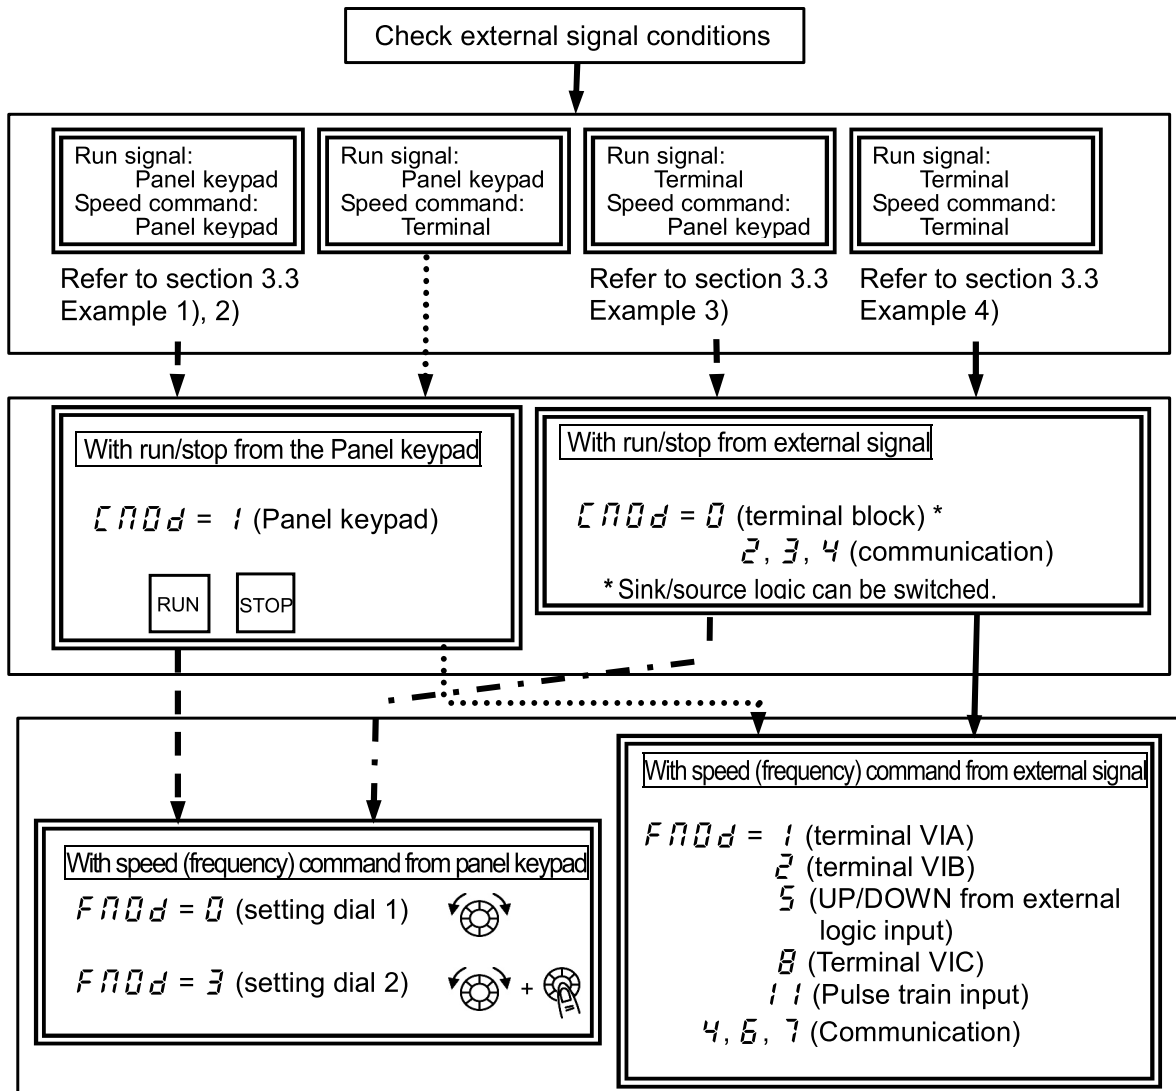 Check external signal conditions
Run signal:
Panel keypad
Speed command:
Panel keypad
Run signal:
Panel keypad
Speed command:
Terminal
Run signal:
Terminal
Speed command:
Panel keypad
Run signal:
Terminal
Speed command:
Terminal
Refer to section 3.3
Example 1), 2)
Refer to section 3.3
Example 3)
Refer to section 3.3
Example 4)
With run/stop from the Panel keypad
CMOd = 1 (Panel keypad)
RUN
STOP
With run/stop from external signal
CMOd = 0 (terminal block) *
2, 3, 4 (communication)
* Sink/source logic can be switched.
With speed (frequency) command from panel keypad
FMOd = 0 (setting dial 1)
FMOd = 3 (setting dial 2)
+
With speed (frequency) command from external signal
FMOd = 1 (terminal VIA)
2 (terminal VIB)
5 (UP/DOWN from external
logic input)
8 (Terminal VIC)
11 (Pulse train input)
4, 6, 7 (Communication)